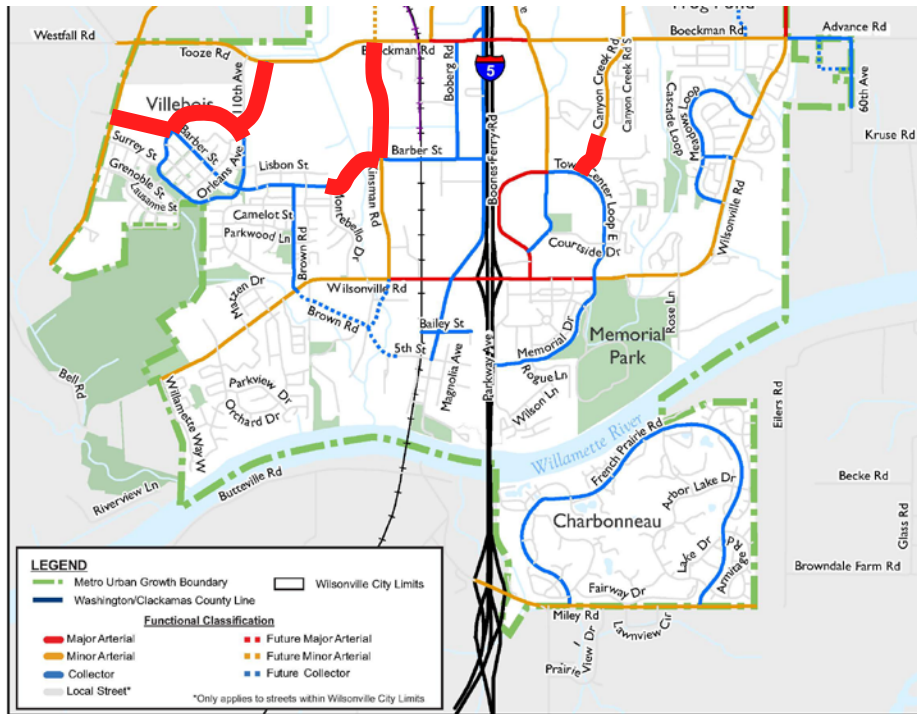 Frog Pond
Westfall Rd
Tooze Rd
Boeckman Rd
Boeckman Rd
Advance Rd
110th Ave
Boberg Rd
5
Canyon Creek Rd
Canyon Creek Rd S
60th Ave
Villebois
Cascade Loop
Meadows Loop
Kruse Rd
Surrey St
Barber St
Grenoble St
Lausanne St
Orleans Ave
Lisbon St
Barber St
Kinsman Rd
Montebello Dr
Boones Ferry Rd
Town Center Loop E
Camelot St
Parkwood Ln
Brown Rd
Courtside Dr
Wilsonville Rd
Matzen Dr
Wilsonville Rd
Brown Rd
Bailey St
5th St
Memorial Dr
Memorial
Park
Rose Ln
Bell Rd
Magnolia Ave
Parkway Ave
Rogue Ln
Wilson Ln
Parkview Dr
Orchard Dr
Willamette Way W
Eilers Rd
Willamette River
French Prairie Rd
Riverview Ln
Butteville Rd
Becke Rd
Arbor Lake Dr
Glass Rd
Charbonneau
Lake Dr
Armitage Rd
Browndale Farm Rd
Fairway Dr
Miley Rd
Lawnview Cir
Prairie View Dr
LEGEND
Metro Urban Growth Boundary
Wilsonville City Limits
Washington/Clackamas County Line
Functional Classification
Major Arterial
Future Major Arterial
Minor Arterial
Future Minor Arterial
Collector
Future Collector
Local Street*
*Only applies to streets within Wilsonville City Limits